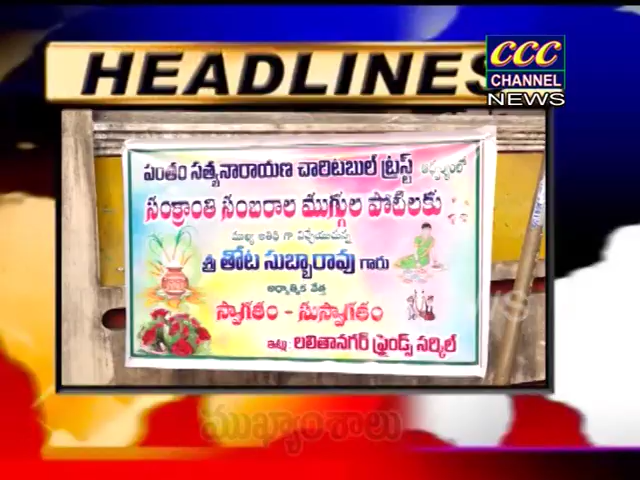 HEADLINES
CCC
CHANNEL
NEWS
పంతం సత్యనారాయణ చారిటబుల్ ట్రస్ట్ ఆధ్వర్యంలో
సంక్రాంతి సంబరాల ముగ్గుల పోటీలకు
ముఖ్య అతిథి గా విచ్చేయుచున్న
శ్రీ తోట సుబ్బారావు గారు
ఆధ్యాత్మిక వేత్త
స్వాగతం - సుస్వాగతం
ఇట్లు : లలితానగర్ ఫ్రెండ్స్ సర్కిల్
ముఖ్యాంశాలు